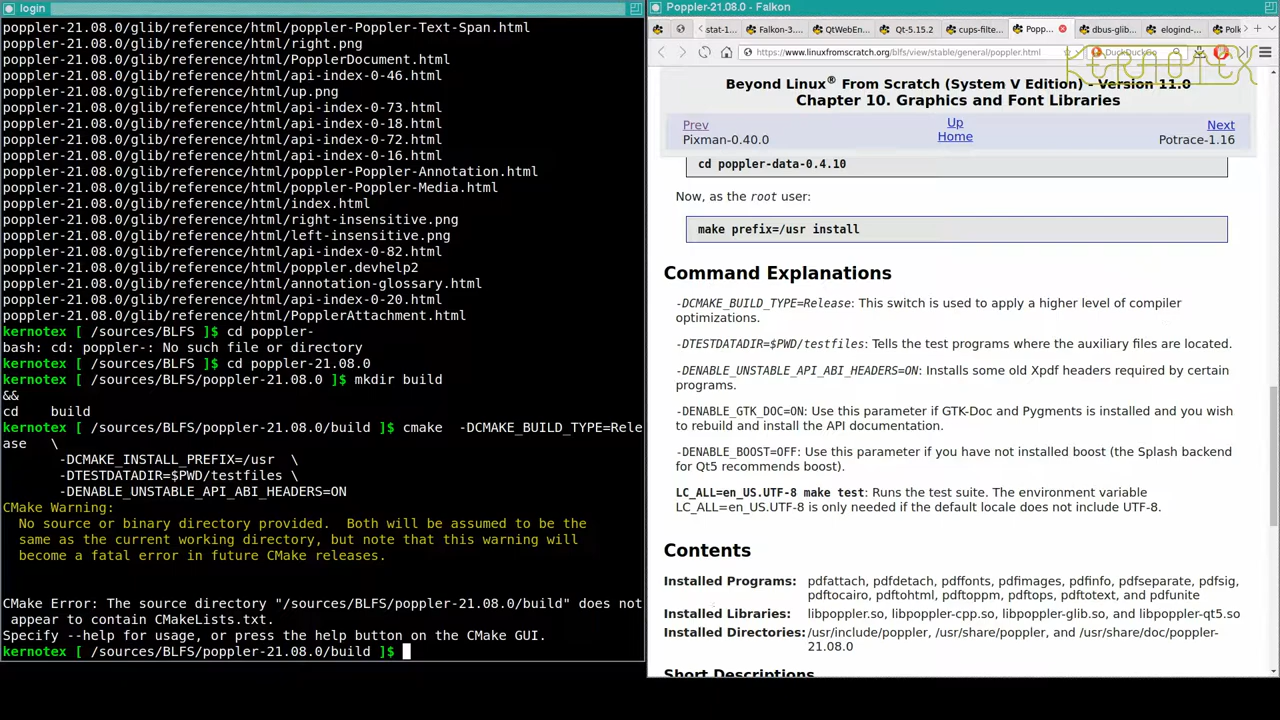 login
poppler-21.08.0/glib/reference/html/poppler-Poppler-Text-Span.html
poppler-21.08.0/glib/reference/html/right.png
poppler-21.08.0/glib/reference/html/PopplerDocument.html
poppler-21.08.0/glib/reference/html/api-index-0-46.html
poppler-21.08.0/glib/reference/html/up.png
poppler-21.08.0/glib/reference/html/api-index-0-73.html
poppler-21.08.0/glib/reference/html/api-index-0-18.html
poppler-21.08.0/glib/reference/html/api-index-0-72.html
poppler-21.08.0/glib/reference/html/api-index-0-16.html
poppler-21.08.0/glib/reference/html/poppler-Poppler-Annotation.html
poppler-21.08.0/glib/reference/html/poppler-Poppler-Media.html
poppler-21.08.0/glib/reference/html/index.html
poppler-21.08.0/glib/reference/html/right-insensitive.png
poppler-21.08.0/glib/reference/html/left-insensitive.png
poppler-21.08.0/glib/reference/html/api-index-0-82.html
poppler-21.08.0/glib/reference/html/poppler.devhelp2
poppler-21.08.0/glib/reference/html/annotation-glossary.html
poppler-21.08.0/glib/reference/html/api-index-0-20.html
poppler-21.08.0/glib/reference/html/PopplerAttachment.html
kernotex [ /sources/BLFS ]$ cd poppler-
bash: cd: poppler-: No such file or directory
kernotex [ /sources/BLFS ]$ cd poppler-21.08.0
kernotex [ /sources/BLFS/poppler-21.08.0 ]$ mkdir build
&&
cd    build
kernotex [ /sources/BLFS/poppler-21.08.0/build ]$ cmake  -DCMAKE_BUILD_TYPE=Rele
ase   \
-DCMAKE_INSTALL_PREFIX=/usr  \
-DTESTDATADIR=$PWD/testfiles \
-DENABLE_UNSTABLE_API_ABI_HEADERS=ON
CMake Warning:
No source or binary directory provided.  Both will be assumed to be the
same as the current working directory, but note that this warning will
become a fatal error in future CMake releases.
CMake Error: The source directory "/sources/BLFS/poppler-21.08.0/build" does not
appear to contain CMakeLists.txt.
Specify --help for usage, or press the help button on the CMake GUI.
kernotex [ /sources/BLFS/poppler-21.08.0/build ]$
Poppler-21.08.0 - Falkon
stat-1... Falkon-3... QtWebEn... Qt-5.15.2 cups-filte... Popp... dbus-glib... elogind-... Polk
https://www.linuxfromscratch.org/blfs/view/stable/general/poppler.html DuckDuckGo
KERNOTEX
Beyond Linux® From Scratch (System V Edition) - Version 11.0
Chapter 10. Graphics and Font Libraries
Prev Up Next
Pixman-0.40.0 Home Potrace-1.16
cd poppler-data-0.4.10
Now, as the root user:
make prefix=/usr install
Command Explanations
-DCMAKE_BUILD_TYPE=Release: This switch is used to apply a higher level of compiler
optimizations.
-DTESTDATADIR=$PWD/testfiles: Tells the test programs where the auxiliary files are located.
-DENABLE_UNSTABLE_API_ABI_HEADERS=ON: Installs some old Xpdf headers required by certain
programs.
-DENABLE_GTK_DOC=ON: Use this parameter if GTK-Doc and Pygments is installed and you wish
to rebuild and install the API documentation.
-DENABLE_BOOST=OFF: Use this parameter if you have not installed boost (the Splash backend
for Qt5 recommends boost).
LC_ALL=en_US.UTF-8 make test: Runs the test suite. The environment variable
LC_ALL=en_US.UTF-8 is only needed if the default locale does not include UTF-8.
Contents
Installed Programs: pdfattach, pdfdetach, pdffonts, pdfimages, pdfinfo, pdfseparate, pdfsig,
pdftocairo, pdftohtml, pdftoppm, pdftops, pdftotext, and pdfunite
Installed Libraries: libpoppler.so, libpoppler-cpp.so, libpoppler-glib.so, and libpoppler-qt5.so
Installed Directories: /usr/include/poppler, /usr/share/poppler, and /usr/share/doc/poppler-
21.08.0
Short Descriptions